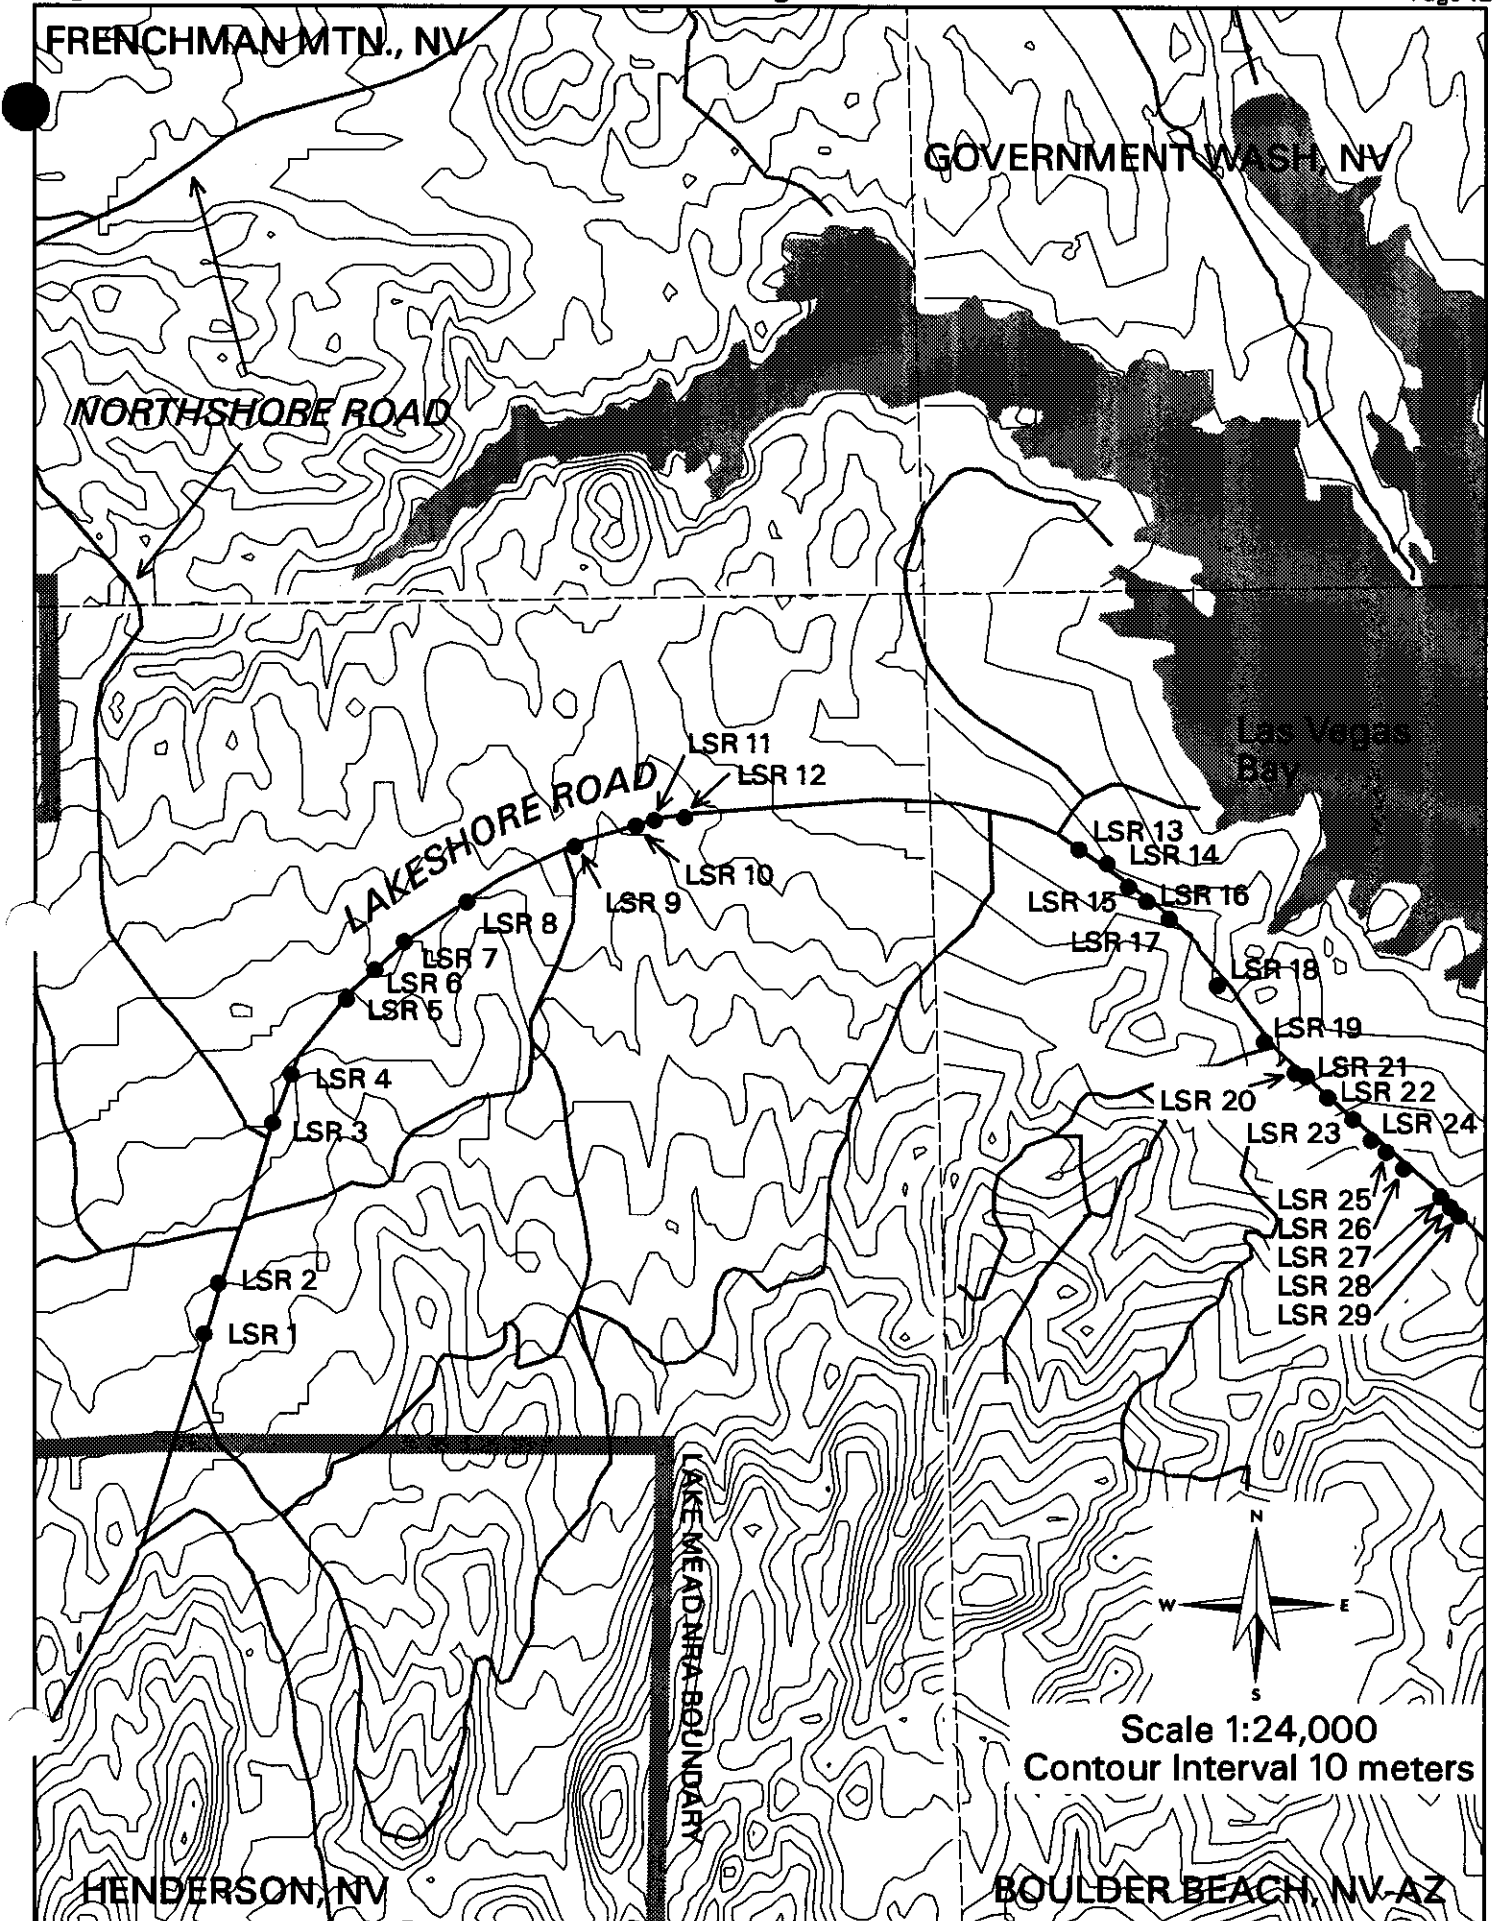 FRENCHMAN MTN., NV
GOVERNMENT WASH, NV
NORTHSHORE ROAD
Las Vegas
Bay
LAKESHORE ROAD
LSR 11
LSR 12
LSR 10
LSR 9
LSR 8
LSR 7
LSR 6
LSR 5
LSR 4
LSR 3
LSR 2
LSR 1
LSR 13
LSR 14
LSR 15
LSR 16
LSR 17
LSR 18
LSR 19
LSR 20
LSR 21
LSR 22
LSR 23
LSR 24
LSR 25
LSR 26
LSR 27
LSR 28
LSR 29
LAKE MEAD NRA BOUNDARY
N
W
E
S
Scale 1:24,000
Contour Interval 10 meters
HENDERSON, NV
BOULDER BEACH, NV-AZ